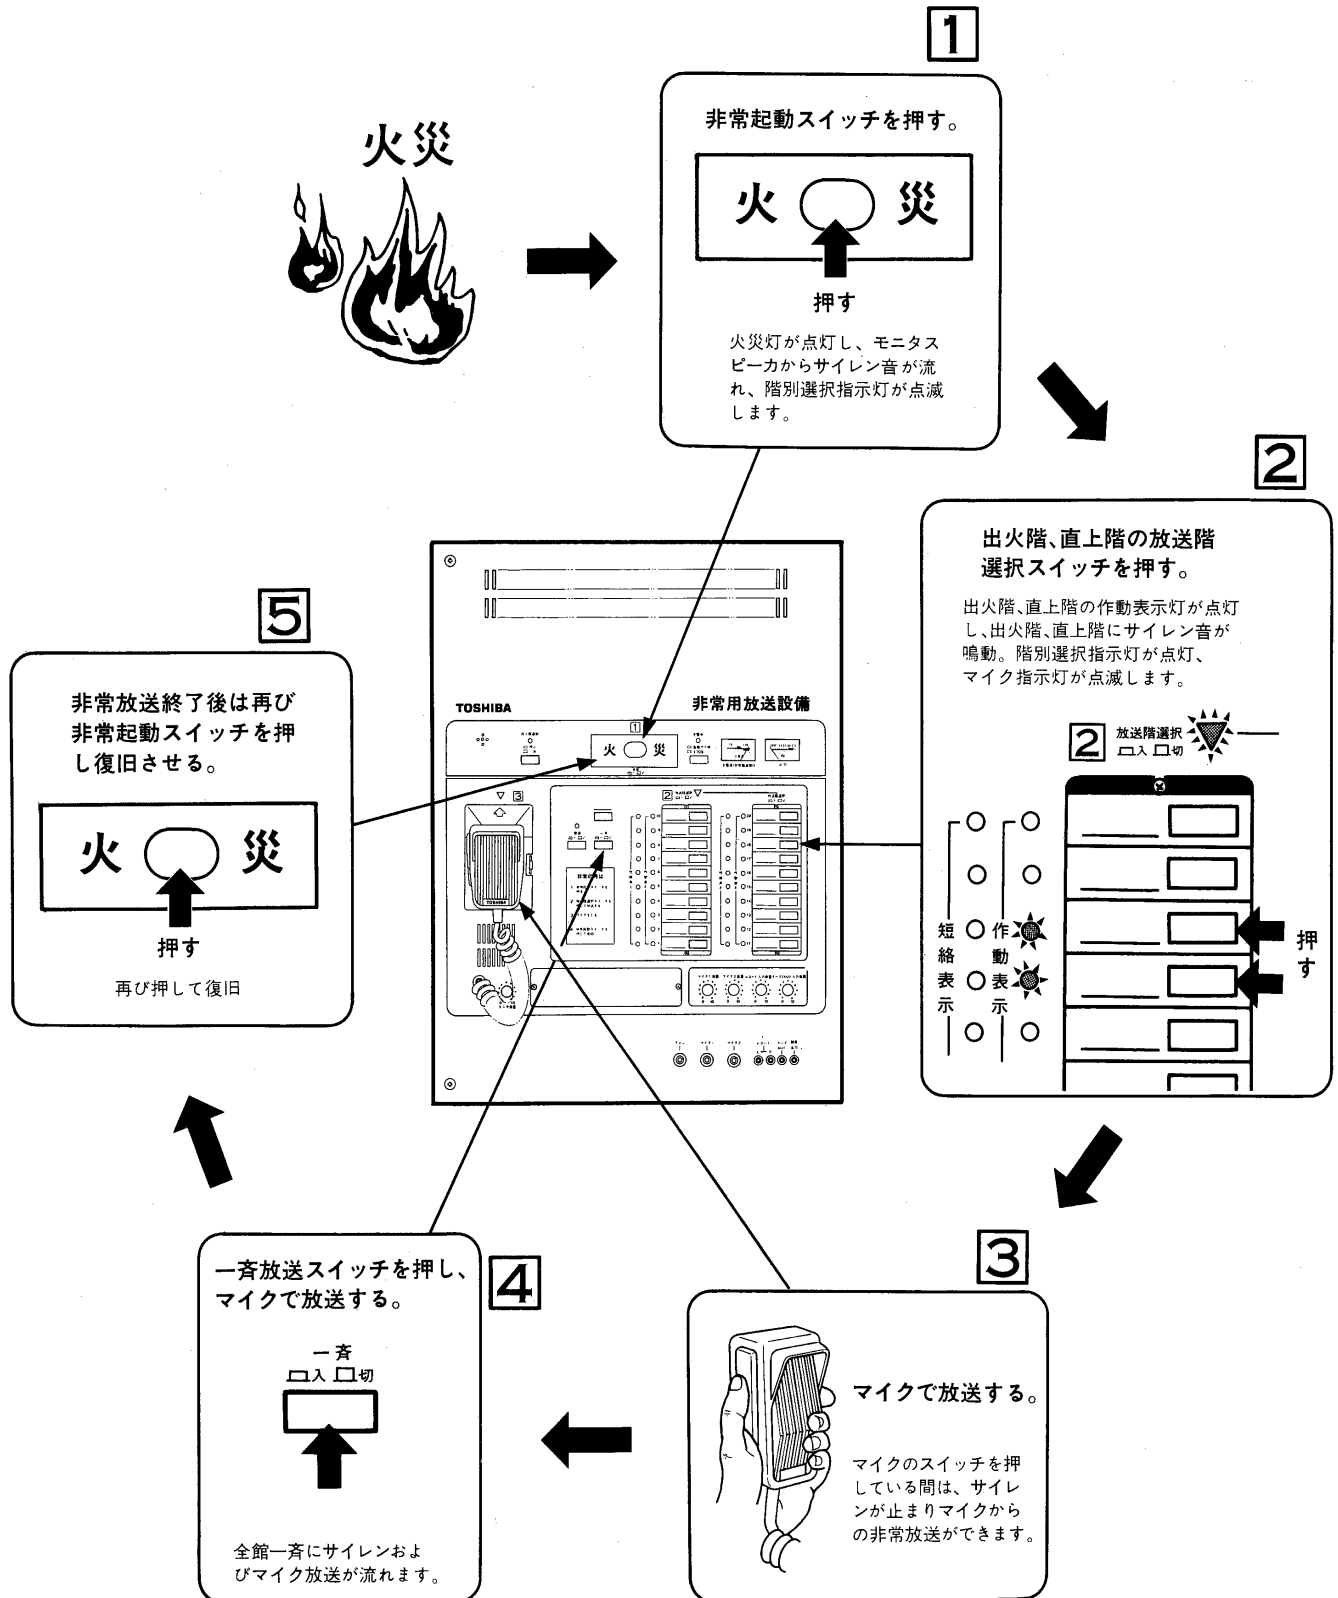 火災
1
非常起動スイッチを押す。
火 災
押す
火災灯が点灯し、モニタス
ピーカからサイレン音が流
れ、階別選択指示灯が点滅
します。
2
出火階、直上階の放送階
選択スイッチを押す。
出火階、直上階の作動表示灯が点灯
し、出火階、直上階にサイレン音が
鳴動。階別選択指示灯が点灯、
マイク指示灯が点滅します。
2 放送階選択
入 切
短絡表示
作動表示
押す
3
マイクで放送する。
マイクのスイッチを押
している間は、サイレ
ンが止まりマイクから
の非常放送ができます。
4
一斉放送スイッチを押し、
マイクで放送する。
一斉
入 切
全館一斉にサイレンおよ
びマイク放送が流れます。
5
非常放送終了後は再び
非常起動スイッチを押
し復旧させる。
火 災
押す
再び押して復旧
TOSHIBA
非常用放送設備
1
火 災
3
2
TOSHIBA